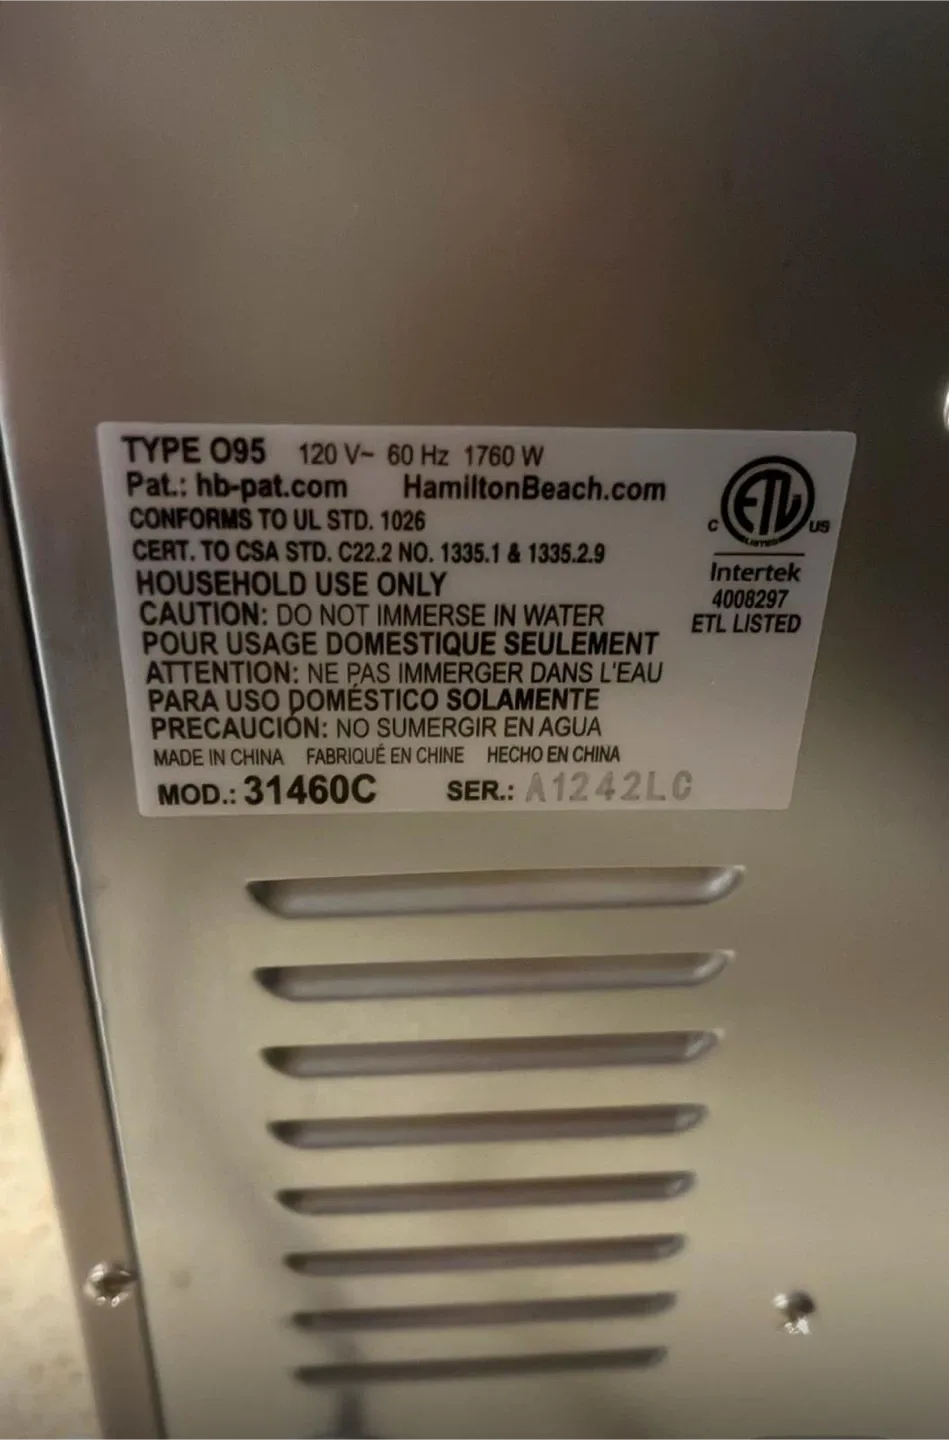 TYPE O95 120 V~ 60 Hz 1760 W
Pat.: hb-pat.com HamiltonBeach.com
CONFORMS TO UL STD. 1026
CERT. TO CSA STD. C22.2 NO. 1335.1 & 1335.2.9
HOUSEHOLD USE ONLY
CAUTION: DO NOT IMMERSE IN WATER
POUR USAGE DOMESTIQUE SEULEMENT
ATTENTION: NE PAS IMMERGER DANS L'EAU
PARA USO DOMÉSTICO SOLAMENTE
PRECAUCIÓN: NO SUMERGIR EN AGUA
MADE IN CHINA FABRIQUÉ EN CHINE HECHO EN CHINA
MOD.: 31460C SER.: A1242LC
ETL
C US
LISTED
Intertek
4008297
ETL LISTED